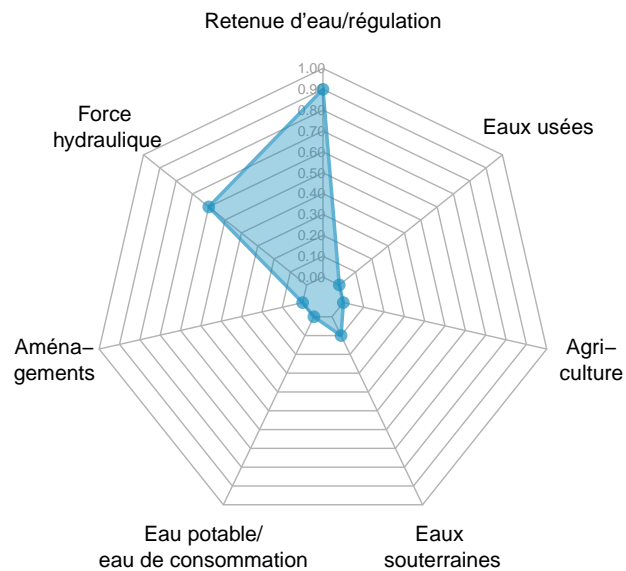 Retenue d’eau/régulation
1.00
0.90
0.80
0.70
0.60
0.50
0.40
0.30
0.20
0.10
0.00
Force
hydraulique
Eaux usées
Aména–
gements
Agri–
culture
Eau potable/
eau de consommation
Eaux
souterraines